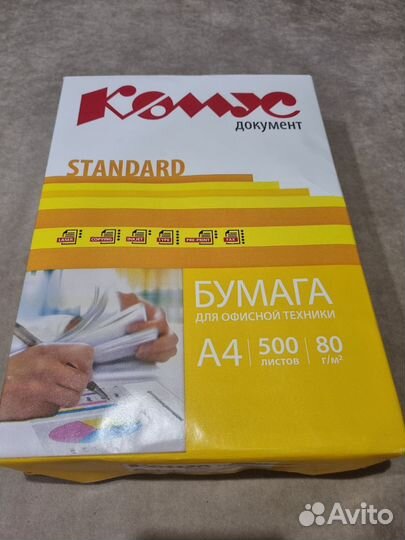 Комус
документ
STANDARD
LASER COPYING INKJET TYPE PRE-PRINT FAX
БУМАГА
ДЛЯ ОФИСНОЙ ТЕХНИКИ
А4 500 ЛИСТОВ 80 г/м²
Avito